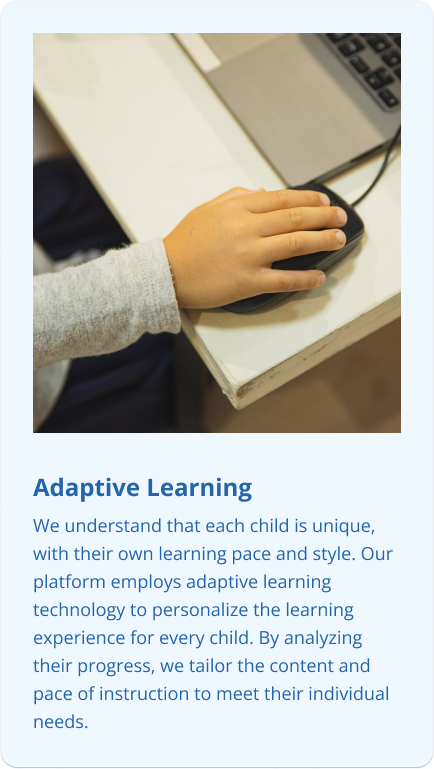 Adaptive Learning
We understand that each child is unique,
with their own learning pace and style. Our
platform employs adaptive learning
technology to personalize the learning
experience for every child. By analyzing
their progress, we tailor the content and
pace of instruction to meet their individual
needs.